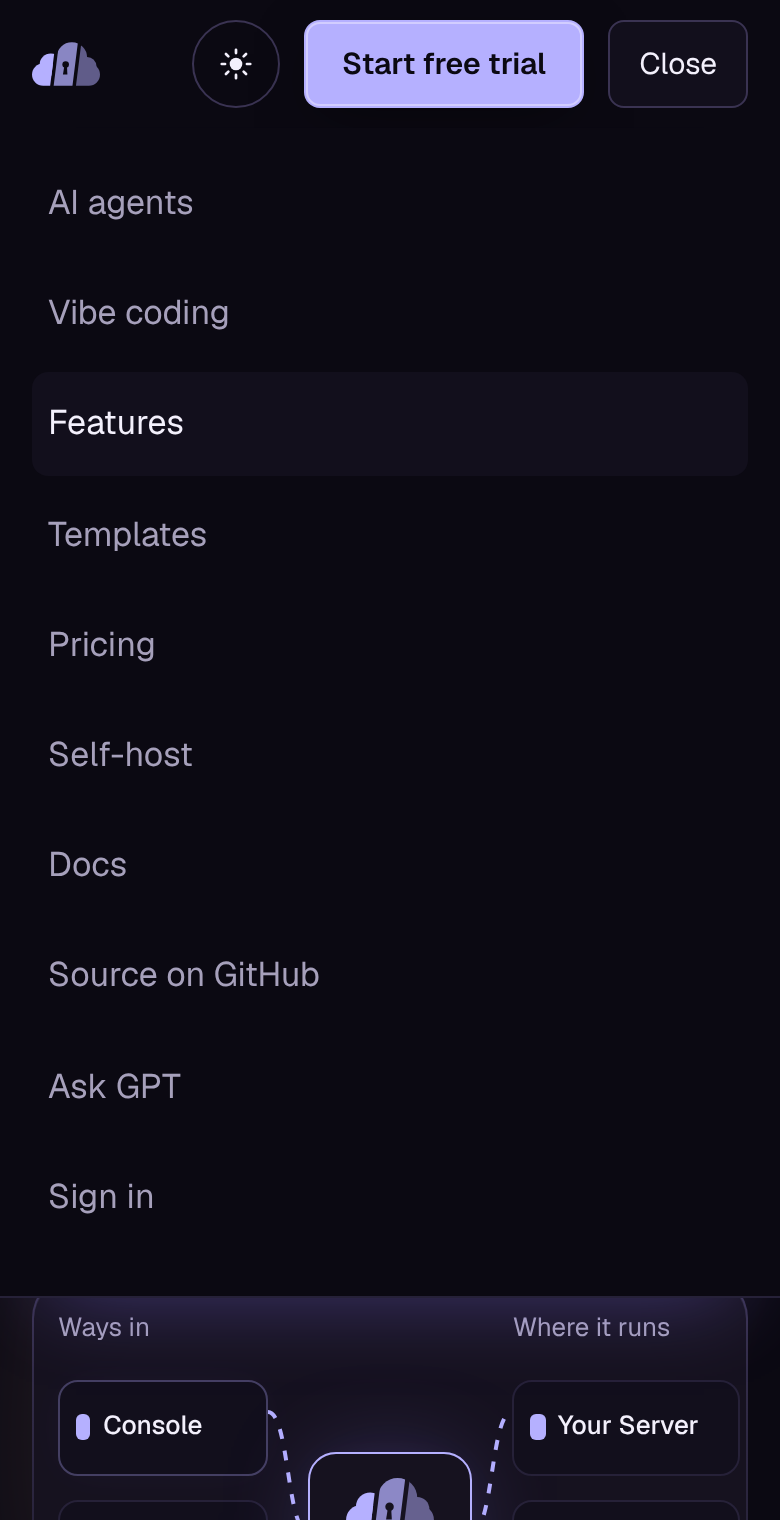 Start free trial
Close
AI agents
Vibe coding
Features
Templates
Pricing
Self-host
Docs
Source on GitHub
Ask GPT
Sign in
Ways in
Where it runs
Console
Your Server